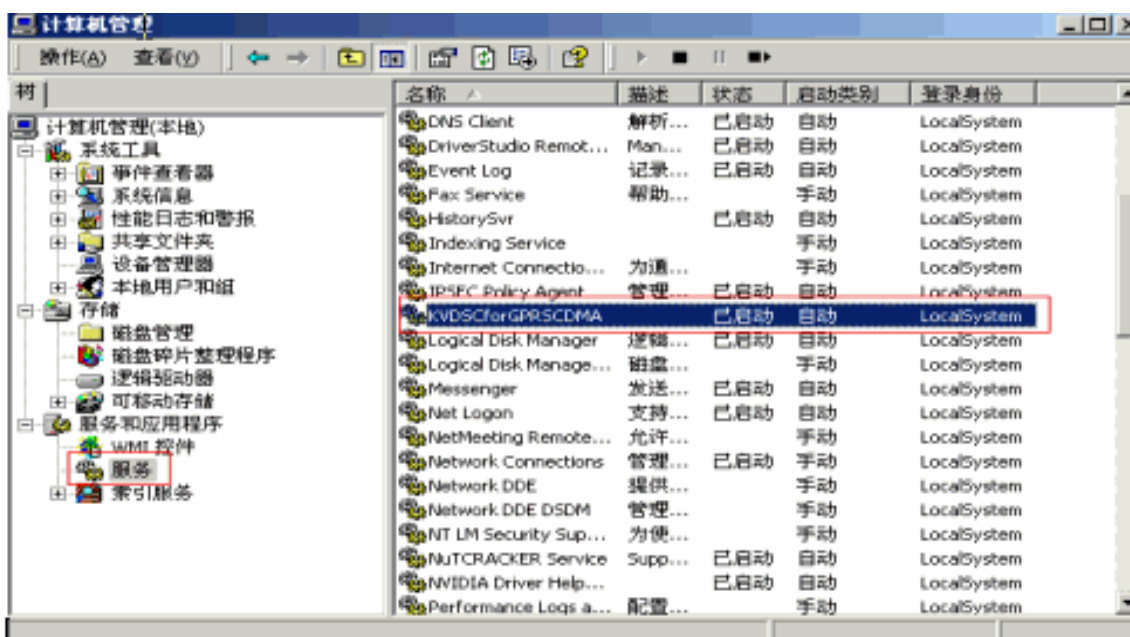 计算机管理
操作(A) 查看(V)
树
计算机管理(本地)
系统工具
事件查看器
系统信息
性能日志和警报
共享文件夹
设备管理器
本地用户和组
存储
磁盘管理
磁盘碎片整理程序
逻辑驱动器
可移动存储
服务和应用程序
WMI 控件
服务
索引服务
名称 描述 状态 启动类别 登录身份
DNS Client 解析... 已启动 自动 LocalSystem
DriverStudio Remot... Man... 已启动 自动 LocalSystem
Event Log 记录... 已启动 自动 LocalSystem
Fax Service 帮助... 手动 LocalSystem
HistorySvr 已启动 自动 LocalSystem
Indexing Service 手动 LocalSystem
Internet Connectio... 为通... 手动 LocalSystem
IPSEC Policy Agent 管理... 已启动 自动 LocalSystem
KVDSCforGPRSCDMA 已启动 自动 LocalSystem
Logical Disk Manager 逻辑... 已启动 自动 LocalSystem
Logical Disk Manage... 磁盘... 手动 LocalSystem
Messenger 发送... 已启动 自动 LocalSystem
Net Logon 支持... 已启动 自动 LocalSystem
NetMeeting Remote... 允许... 手动 LocalSystem
Network Connections 管理... 已启动 手动 LocalSystem
Network DDE 提供... 手动 LocalSystem
Network DDE DSDM 管理... 手动 LocalSystem
NT LM Security Sup... 为使... 手动 LocalSystem
NuTCRACKER Service Supp... 已启动 自动 LocalSystem
NVIDIA Driver Help... 已启动 自动 LocalSystem
Performance Logs a... 配置... 手动 LocalSystem